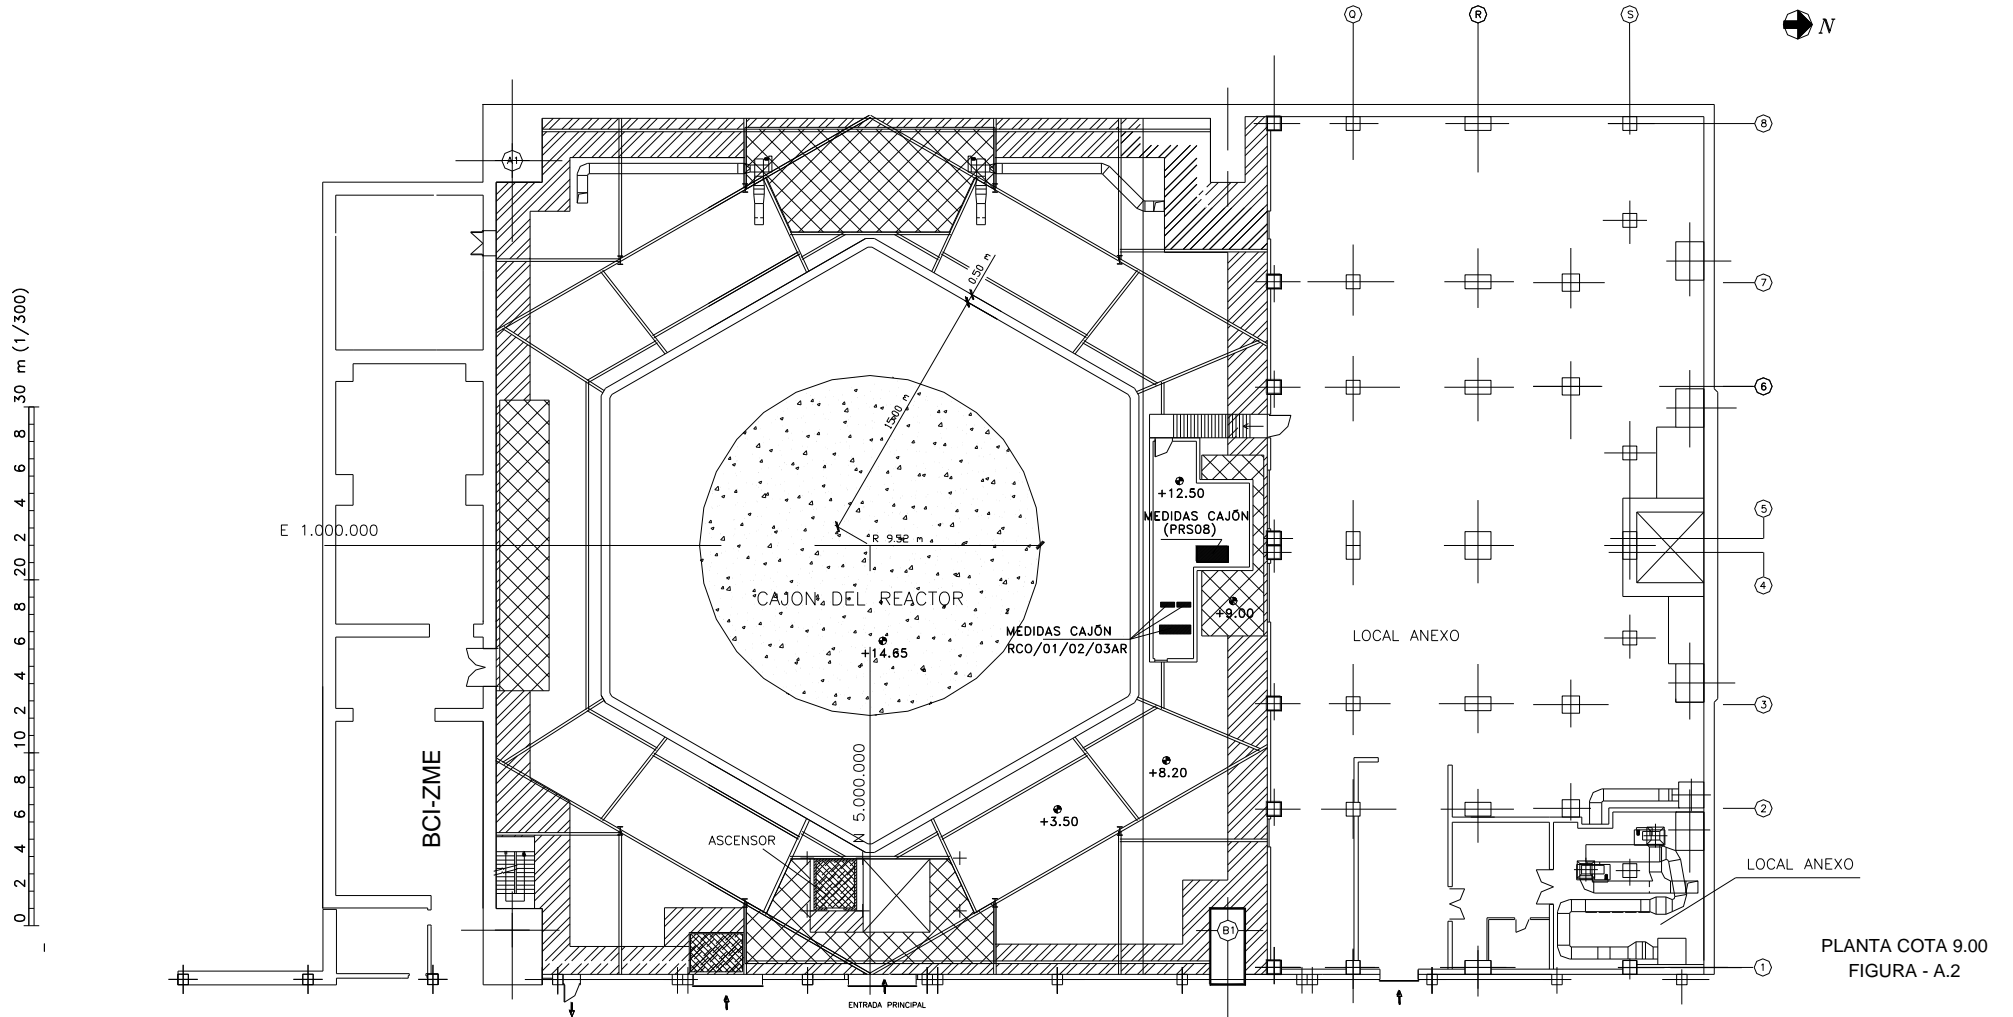 Q
R
S
N
8
A1
7
0.50 m
30 m (1/300)
8
6
4
2
20
8
6
4
2
10
8
6
4
2
0
15.00 m
6
+12.50
MEDIDAS CAJÓN
(PRS08)
5
E 1.000.000
R 9.52 m
4
CAJON DEL REACTOR
+9.00
MEDIDAS CAJÓN
RCO/01/02/03AR
LOCAL ANEXO
+14.65
3
BCI-ZME
N 5.000.000
+8.20
+3.50
2
ASCENSOR
LOCAL ANEXO
B1
PLANTA COTA 9.00
FIGURA - A.2
1
ENTRADA PRINCIPAL